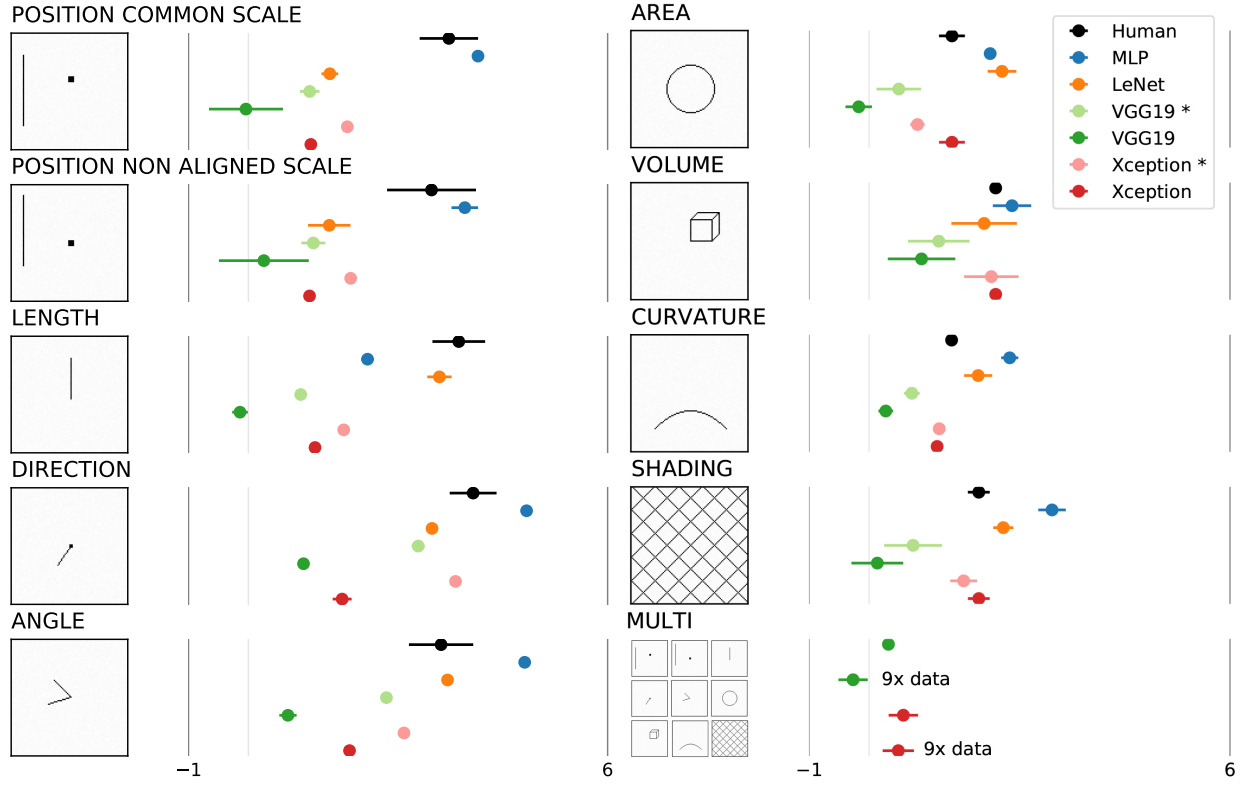 POSITION COMMON SCALE
POSITION NON ALIGNED SCALE
LENGTH
DIRECTION
ANGLE
−1
6
AREA
VOLUME
CURVATURE
SHADING
MULTI
9x data
9x data
−1
6
Human
MLP
LeNet
VGG19 *
VGG19
Xception *
Xception